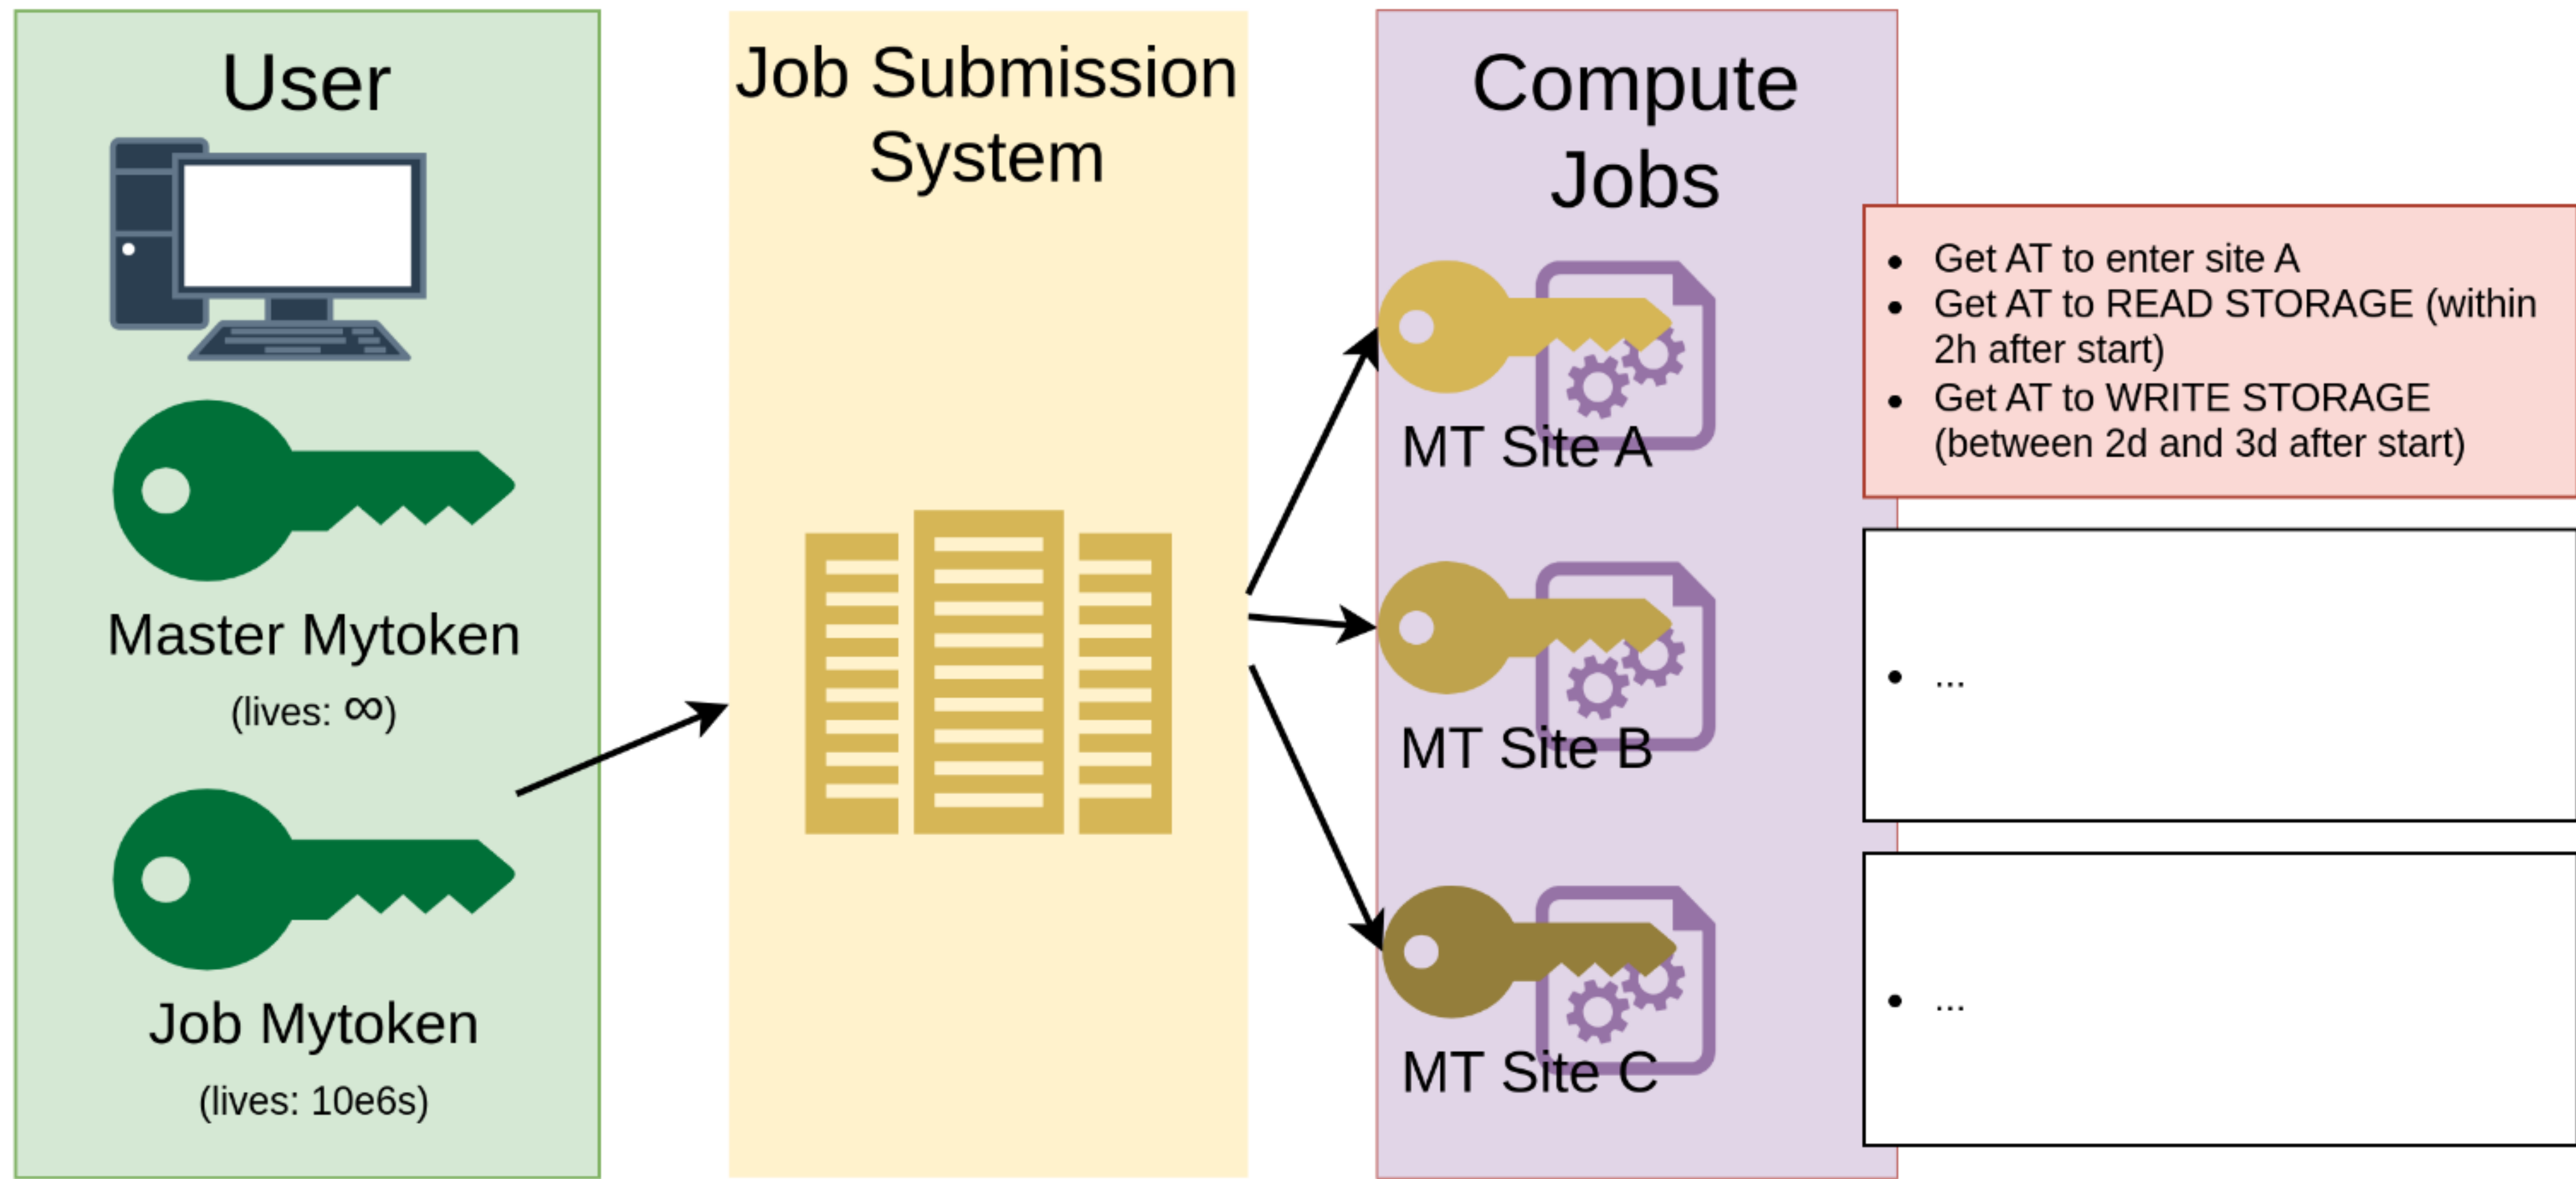 User
Master Mytoken
(lives: ∞)
Job Mytoken
(lives: 10e6s)
Job Submission
System
Compute
Jobs
MT Site A
MT Site B
MT Site C
• Get AT to enter site A
• Get AT to READ STORAGE (within
2h after start)
• Get AT to WRITE STORAGE
(between 2d and 3d after start)
• ...
• ...